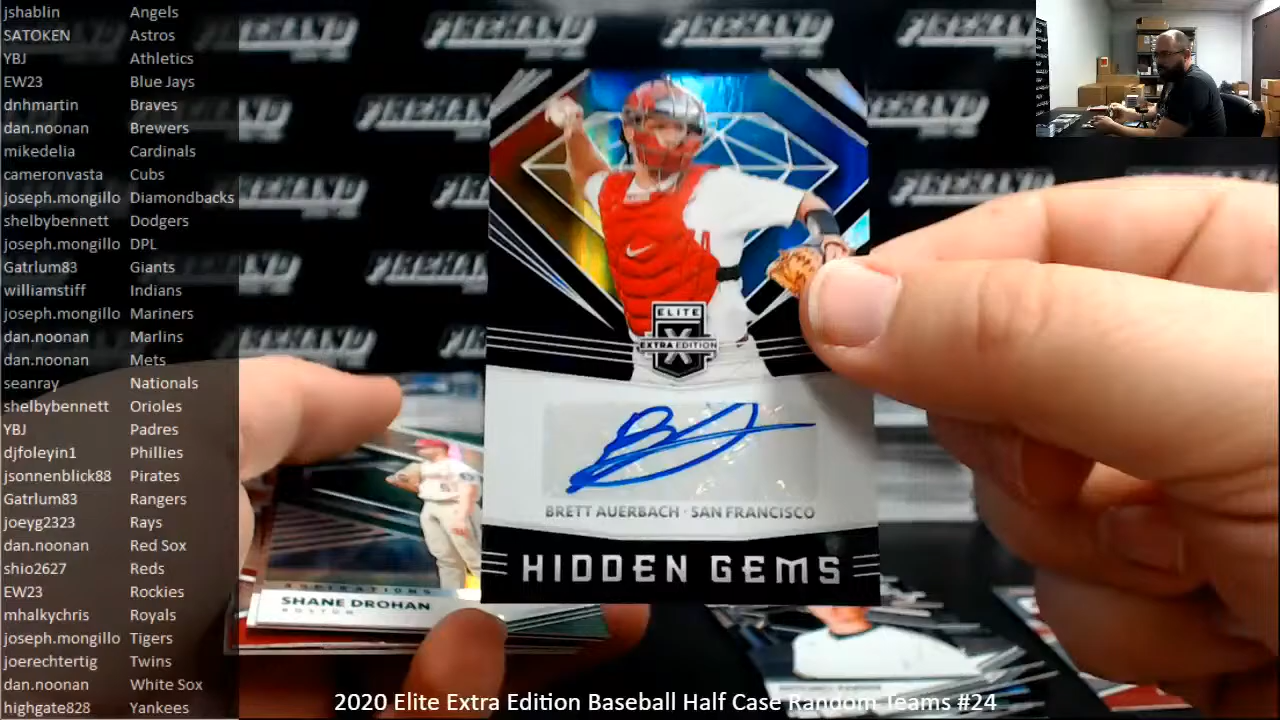 jshablin Angels
SATOKEN Astros
YBJ Athletics
EW23 Blue Jays
dnhmartin Braves
dan.noonan Brewers
mikedelia Cardinals
cameronvasta Cubs
joseph.mongillo Diamondbacks
shelbybennett Dodgers
joseph.mongillo DPL
Gatrlum83 Giants
williamstiff Indians
joseph.mongillo Mariners
dan.noonan Marlins
dan.noonan Mets
seanray Nationals
shelbybennett Orioles
YBJ Padres
djfoleyin1 Phillies
jsonnenblick88 Pirates
Gatrlum83 Rangers
joeyg2323 Rays
dan.noonan Red Sox
shio2627 Reds
EW23 Rockies
mhalkychris Royals
joseph.mongillo Tigers
joerechtertig Twins
dan.noonan White Sox
highgate828 Yankees
FIREHAND
FIREHAND
FIREHAND
FIREHAND
ELITE
EXTRA EDITION
X
BRETT AUERBACH · SAN FRANCISCO
HIDDEN GEMS
ASPIRATIONS
SHANE DROHAN
BOSTON
2020 Elite Extra Edition Baseball Half Case Random Teams #24